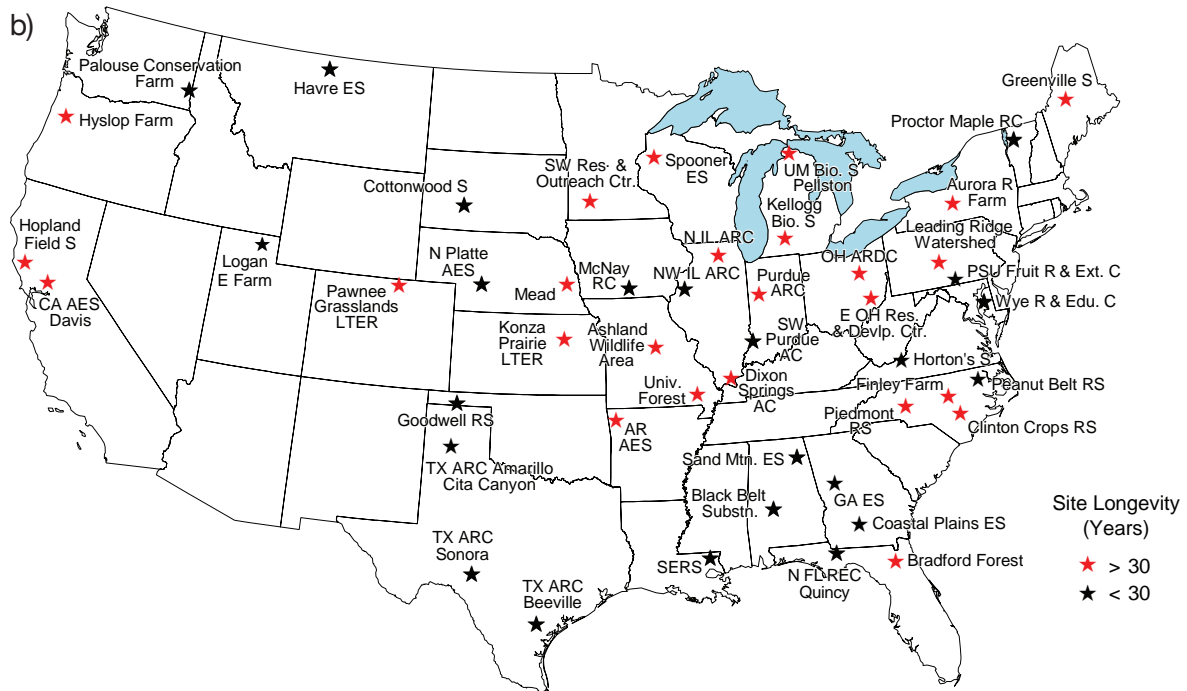 b)
Palouse Conservation
Farm
Havre ES
Hyslop Farm
Greenville S
Proctor Maple RC
SW Res· &
Outreach Ctr.
Spooner
ES
UM Bio. S
Pellston
Cottonwood S
Aurora R
Farm
Kellogg
Bio. S
Hopland
Field S
Leading Ridge
Watershed
Logan
E Farm
N Platte
AES
N IL ARC
OH ARDC
McNay
RC
NW IL ARC
Purdue
ARC
PSU Fruit R & Ext. C
CA AES
Davis
Pawnee
Grasslands
LTER
Mead
Wye R & Edu. C
E OH Res.
& Devlp. Ctr.
Konza
Prairie
LTER
Ashland
Wildlife
Area
SW
Purdue
AC
Horton's S
Univ.
Forest
Dixon
Springs
AC
Finley Farm
Peanut Belt RS
Goodwell RS
Piedmont
RS
Clinton Crops RS
AR
AES
TX ARC Amarillo
Cita Canyon
Sand Mtn. ES
Black Belt
Substn.
GA ES
Coastal Plains ES
TX ARC
Sonora
SERS
Bradford Forest
N FL REC
Quincy
TX ARC
Beeville
Site Longevity
(Years)
> 30
< 30